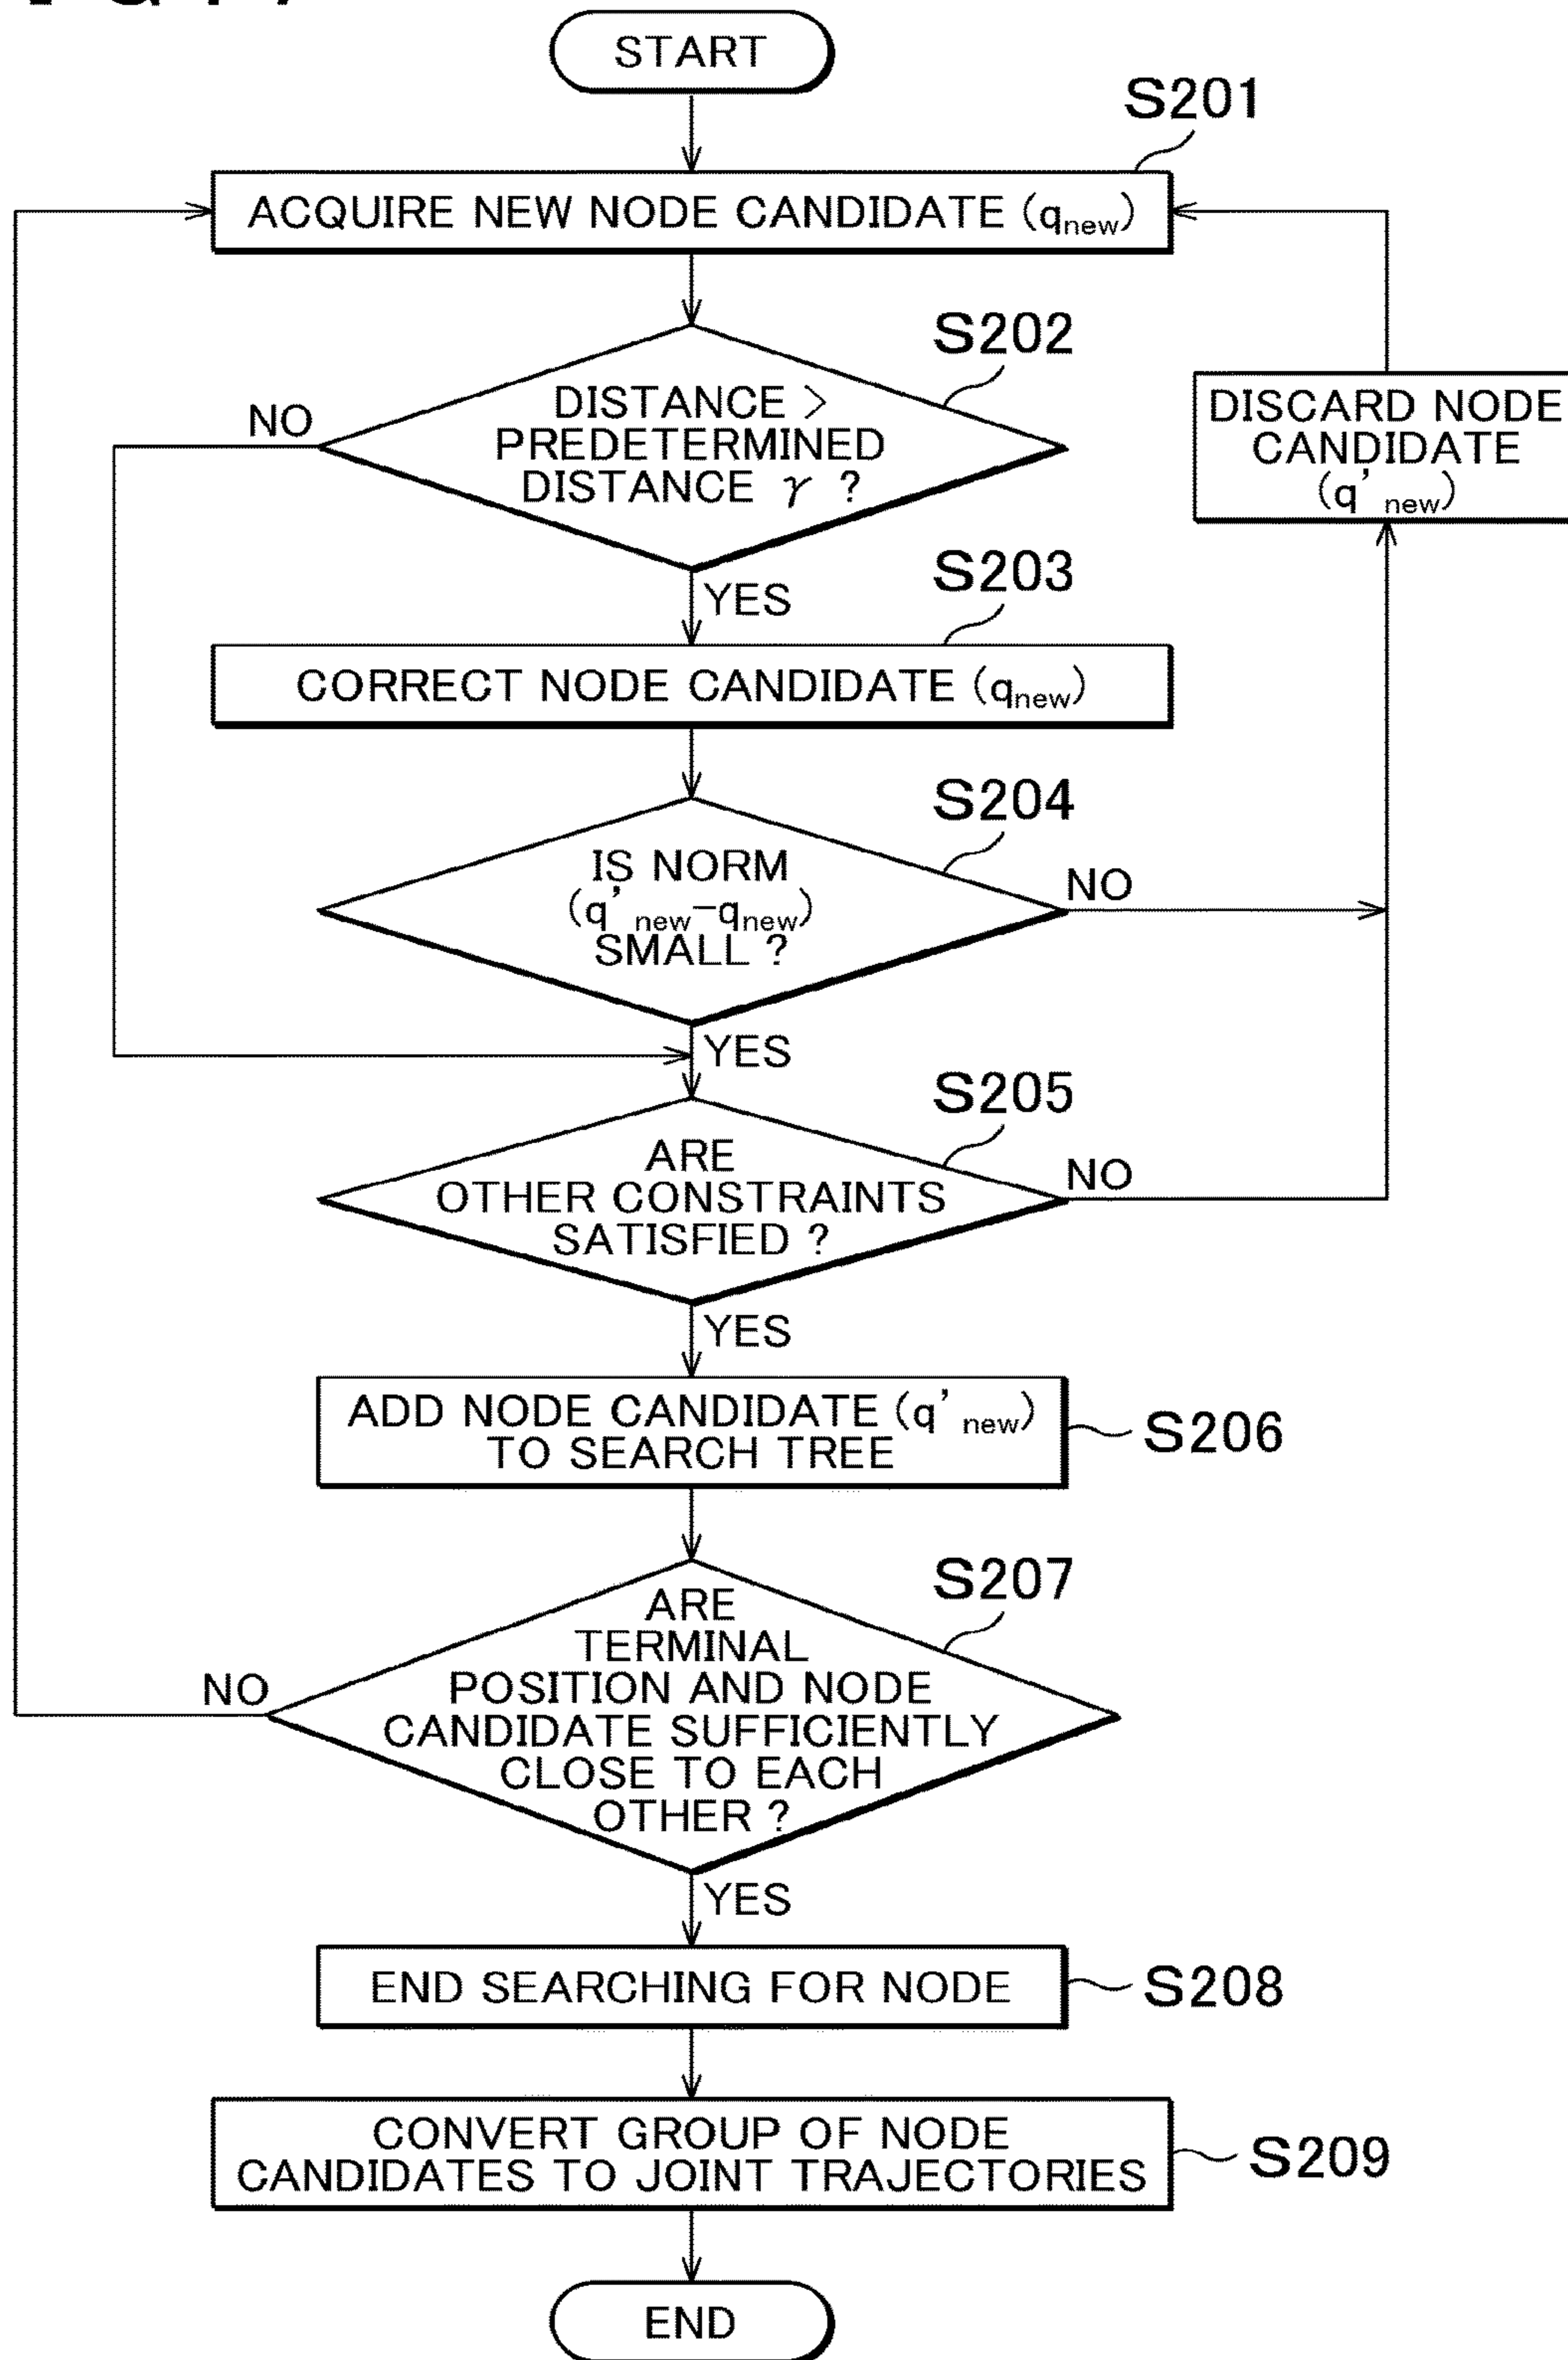 START
S201
ACQUIRE NEW NODE CANDIDATE (qnew)
S202
DISTANCE >
PREDETERMINED
DISTANCE γ ?
NO
DISCARD NODE
CANDIDATE
(q'new)
YES
S203
CORRECT NODE CANDIDATE (qnew)
S204
IS NORM
(q'new-qnew)
SMALL ?
NO
YES
S205
ARE
OTHER CONSTRAINTS
SATISFIED ?
NO
YES
ADD NODE CANDIDATE (q'new)
TO SEARCH TREE
S206
S207
ARE
TERMINAL
POSITION AND NODE
CANDIDATE SUFFICIENTLY
CLOSE TO EACH
OTHER ?
NO
YES
END SEARCHING FOR NODE
S208
CONVERT GROUP OF NODE
CANDIDATES TO JOINT TRAJECTORIES
S209
END